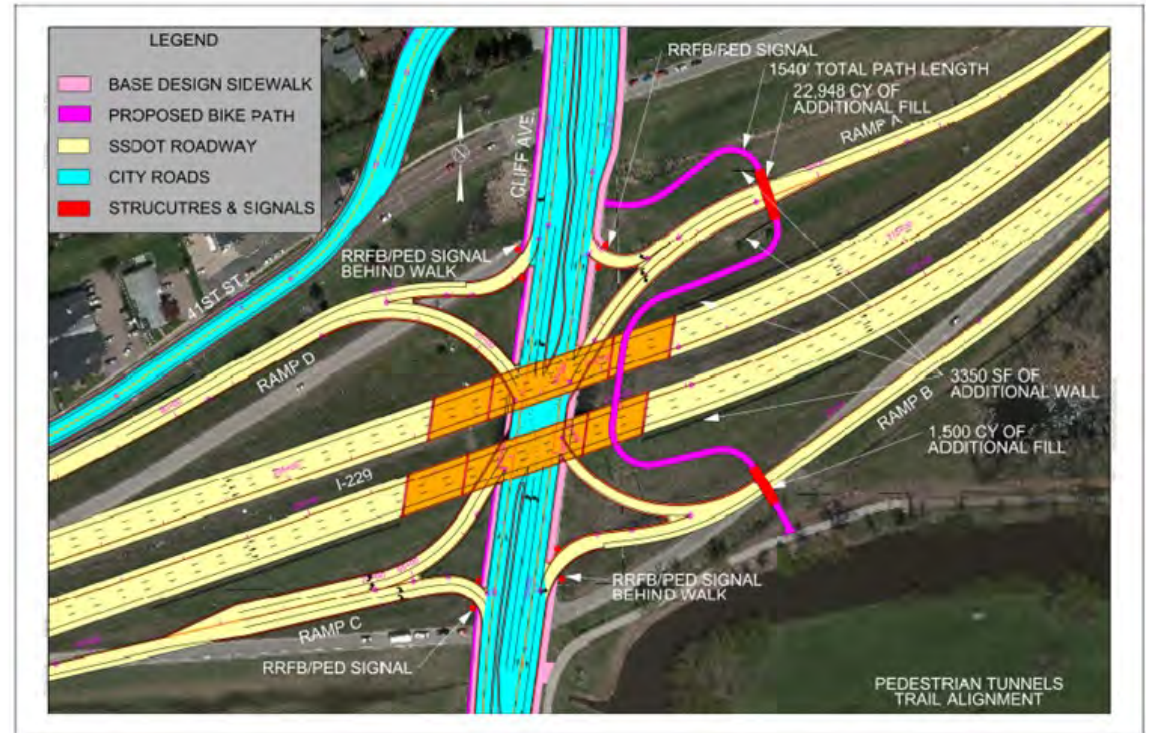 LEGEND
BASE DESIGN SIDEWALK
PROPOSED BIKE PATH
SSDOT ROADWAY
CITY ROADS
STRUCUTRES & SIGNALS
RRFB/PED SIGNAL
1540' TOTAL PATH LENGTH
22,948 CY OF
ADDITIONAL FILL
RAMP A
CLIFF AVE.
RRFB/PED SIGNAL
BEHIND WALK
41ST ST.
RAMP D
3350 SF OF
ADDITIONAL WALL
RAMP B
1,500 CY OF
ADDITIONAL FILL
I-229
RRFB/PED SIGNAL
BEHIND WALK
RAMP C
RRFB/PED SIGNAL
PEDESTRIAN TUNNELS
TRAIL ALIGNMENT